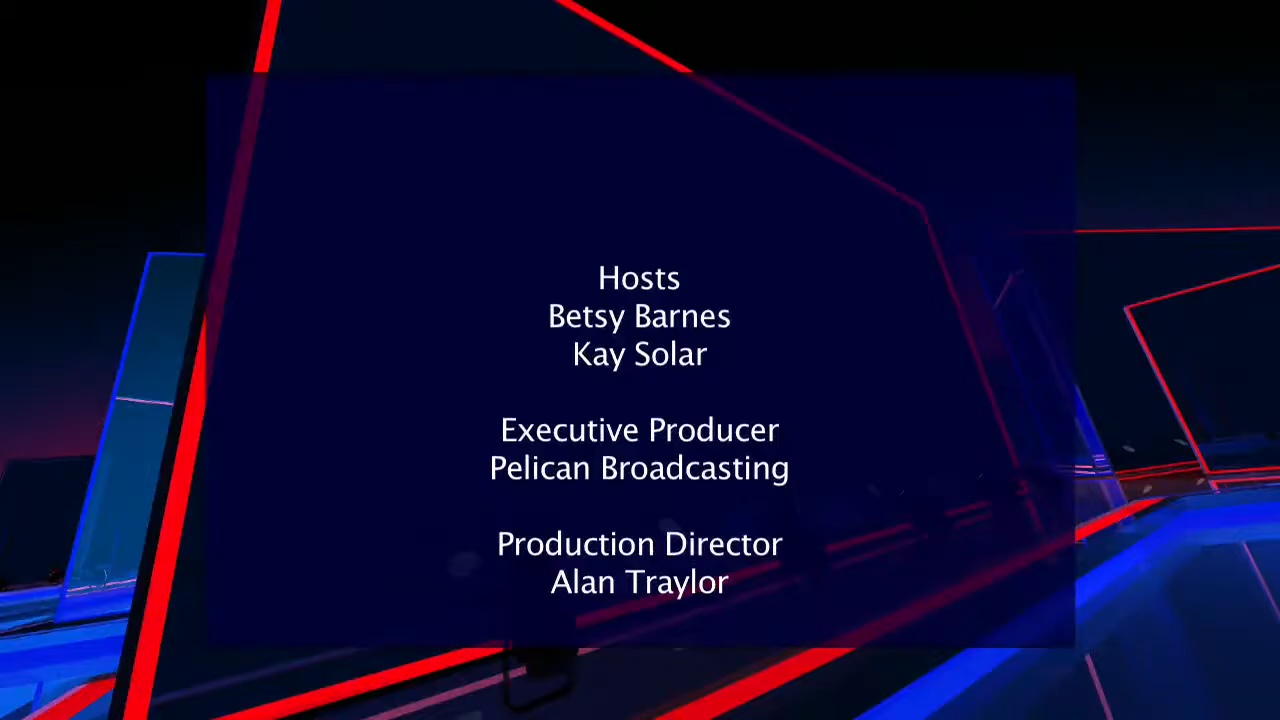 Hosts
Betsy Barnes
Kay Solar
Executive Producer
Pelican Broadcasting
Production Director
Alan Traylor